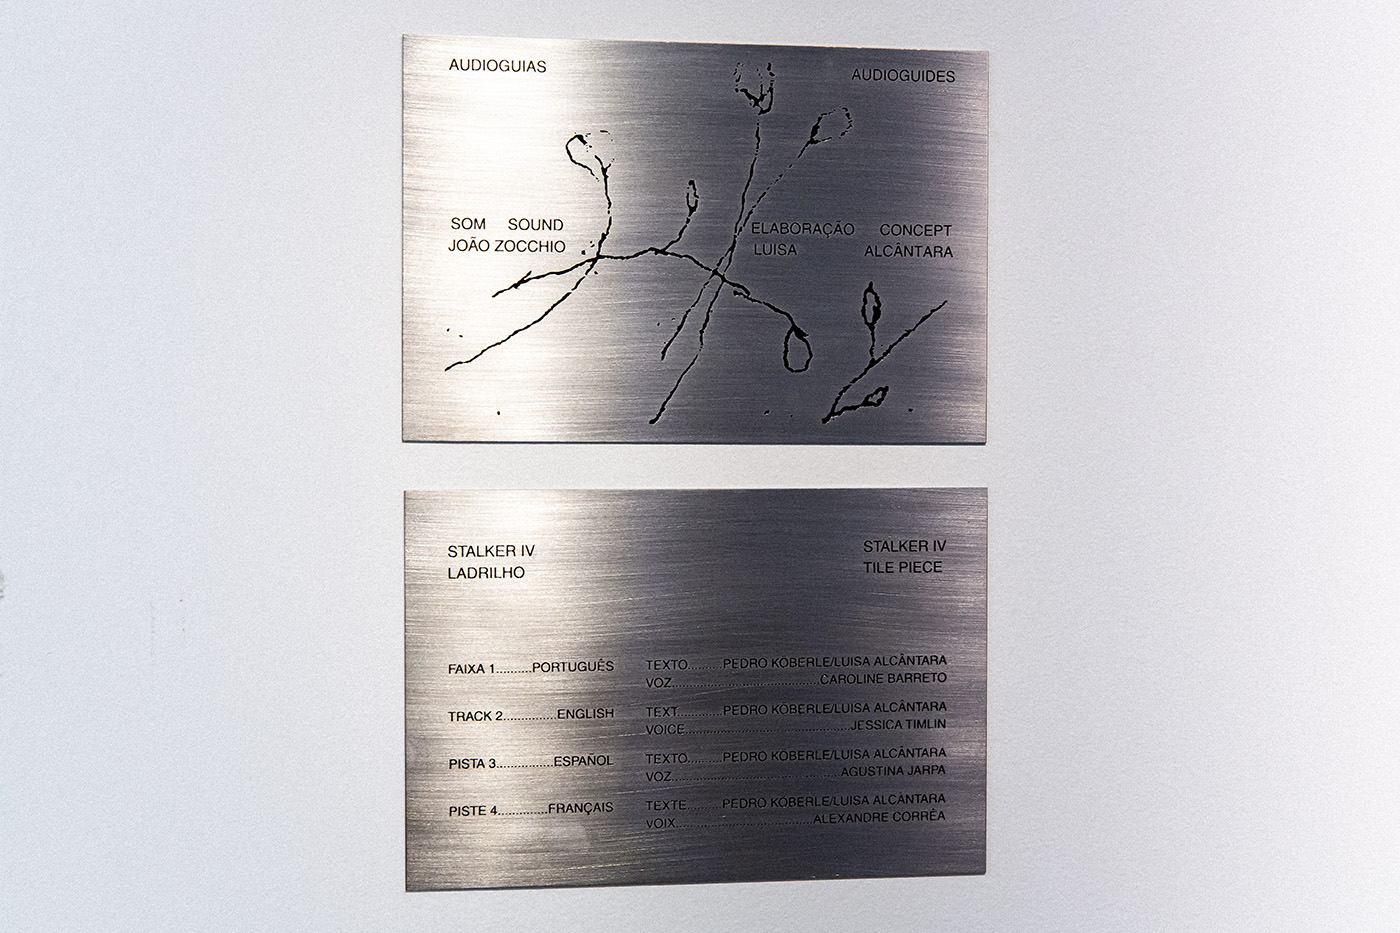 AUDIOGUIAS AUDIOGUIDES
SOM SOUND
JOÃO ZOCCHIO
ELABORAÇÃO CONCEPT
LUISA ALCÂNTARA
STALKER IV
LADRILHO
STALKER IV
TILE PIECE
FAIXA 1.........PORTUGUÊS
TEXTO.........PEDRO KÖBERLE/LUISA ALCÂNTARA
VOZ......................................CAROLINE BARRETO
TRACK 2..............ENGLISH
TEXT............PEDRO KÖBERLE/LUISA ALCÂNTARA
VOICE..........................................JESSICA TIMLIN
PISTA 3...............ESPAÑOL
TEXTO.........PEDRO KÖBERLE/LUISA ALCÂNTARA
VOZ...........................................AGUSTINA JARPA
PISTE 4.............FRANÇAIS
TEXTE.........PEDRO KÖBERLE/LUISA ALCÂNTARA
VOIX...................................ALEXANDRE CORRÊA